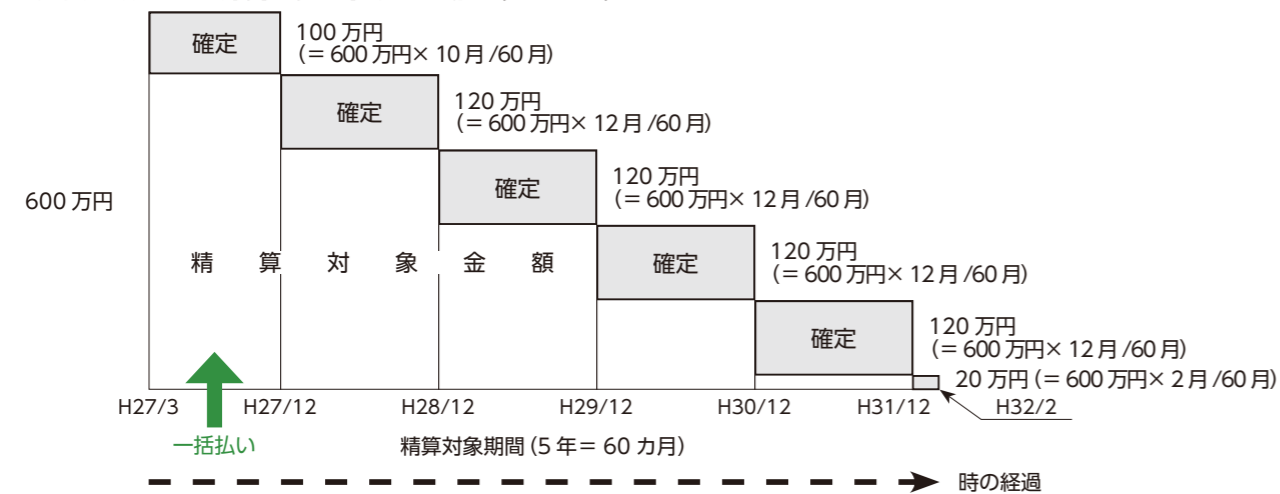 確定
100 万円
(＝ 600 万円× 10 月 /60 月)
確定
120 万円
(＝ 600 万円× 12 月 /60 月)
確定
120 万円
(＝ 600 万円× 12 月 /60 月)
600 万円
精 算 対 象 金 額
確定
120 万円
(＝ 600 万円× 12 月 /60 月)
確定
120 万円
(＝ 600 万円× 12 月 /60 月)
20 万円 (＝ 600 万円× 2 月 /60 月)
H27/3 H27/12 H28/12 H29/12 H30/12 H31/12 H32/2
一括払い 精算対象期間 (5 年＝ 60 カ月)
時の経過